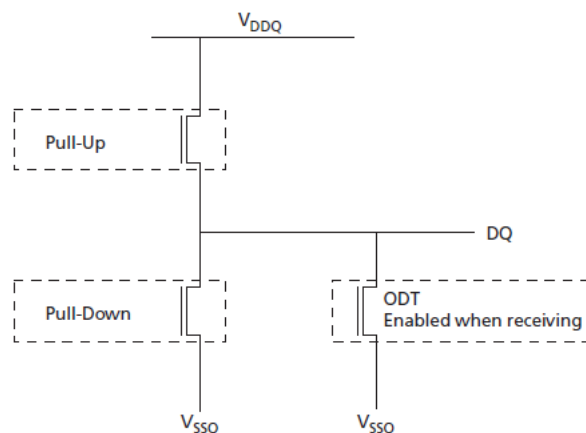 VDDQ
Pull-Up
DQ
Pull-Down
ODT
Enabled when receiving
VSSQ
VSSQ